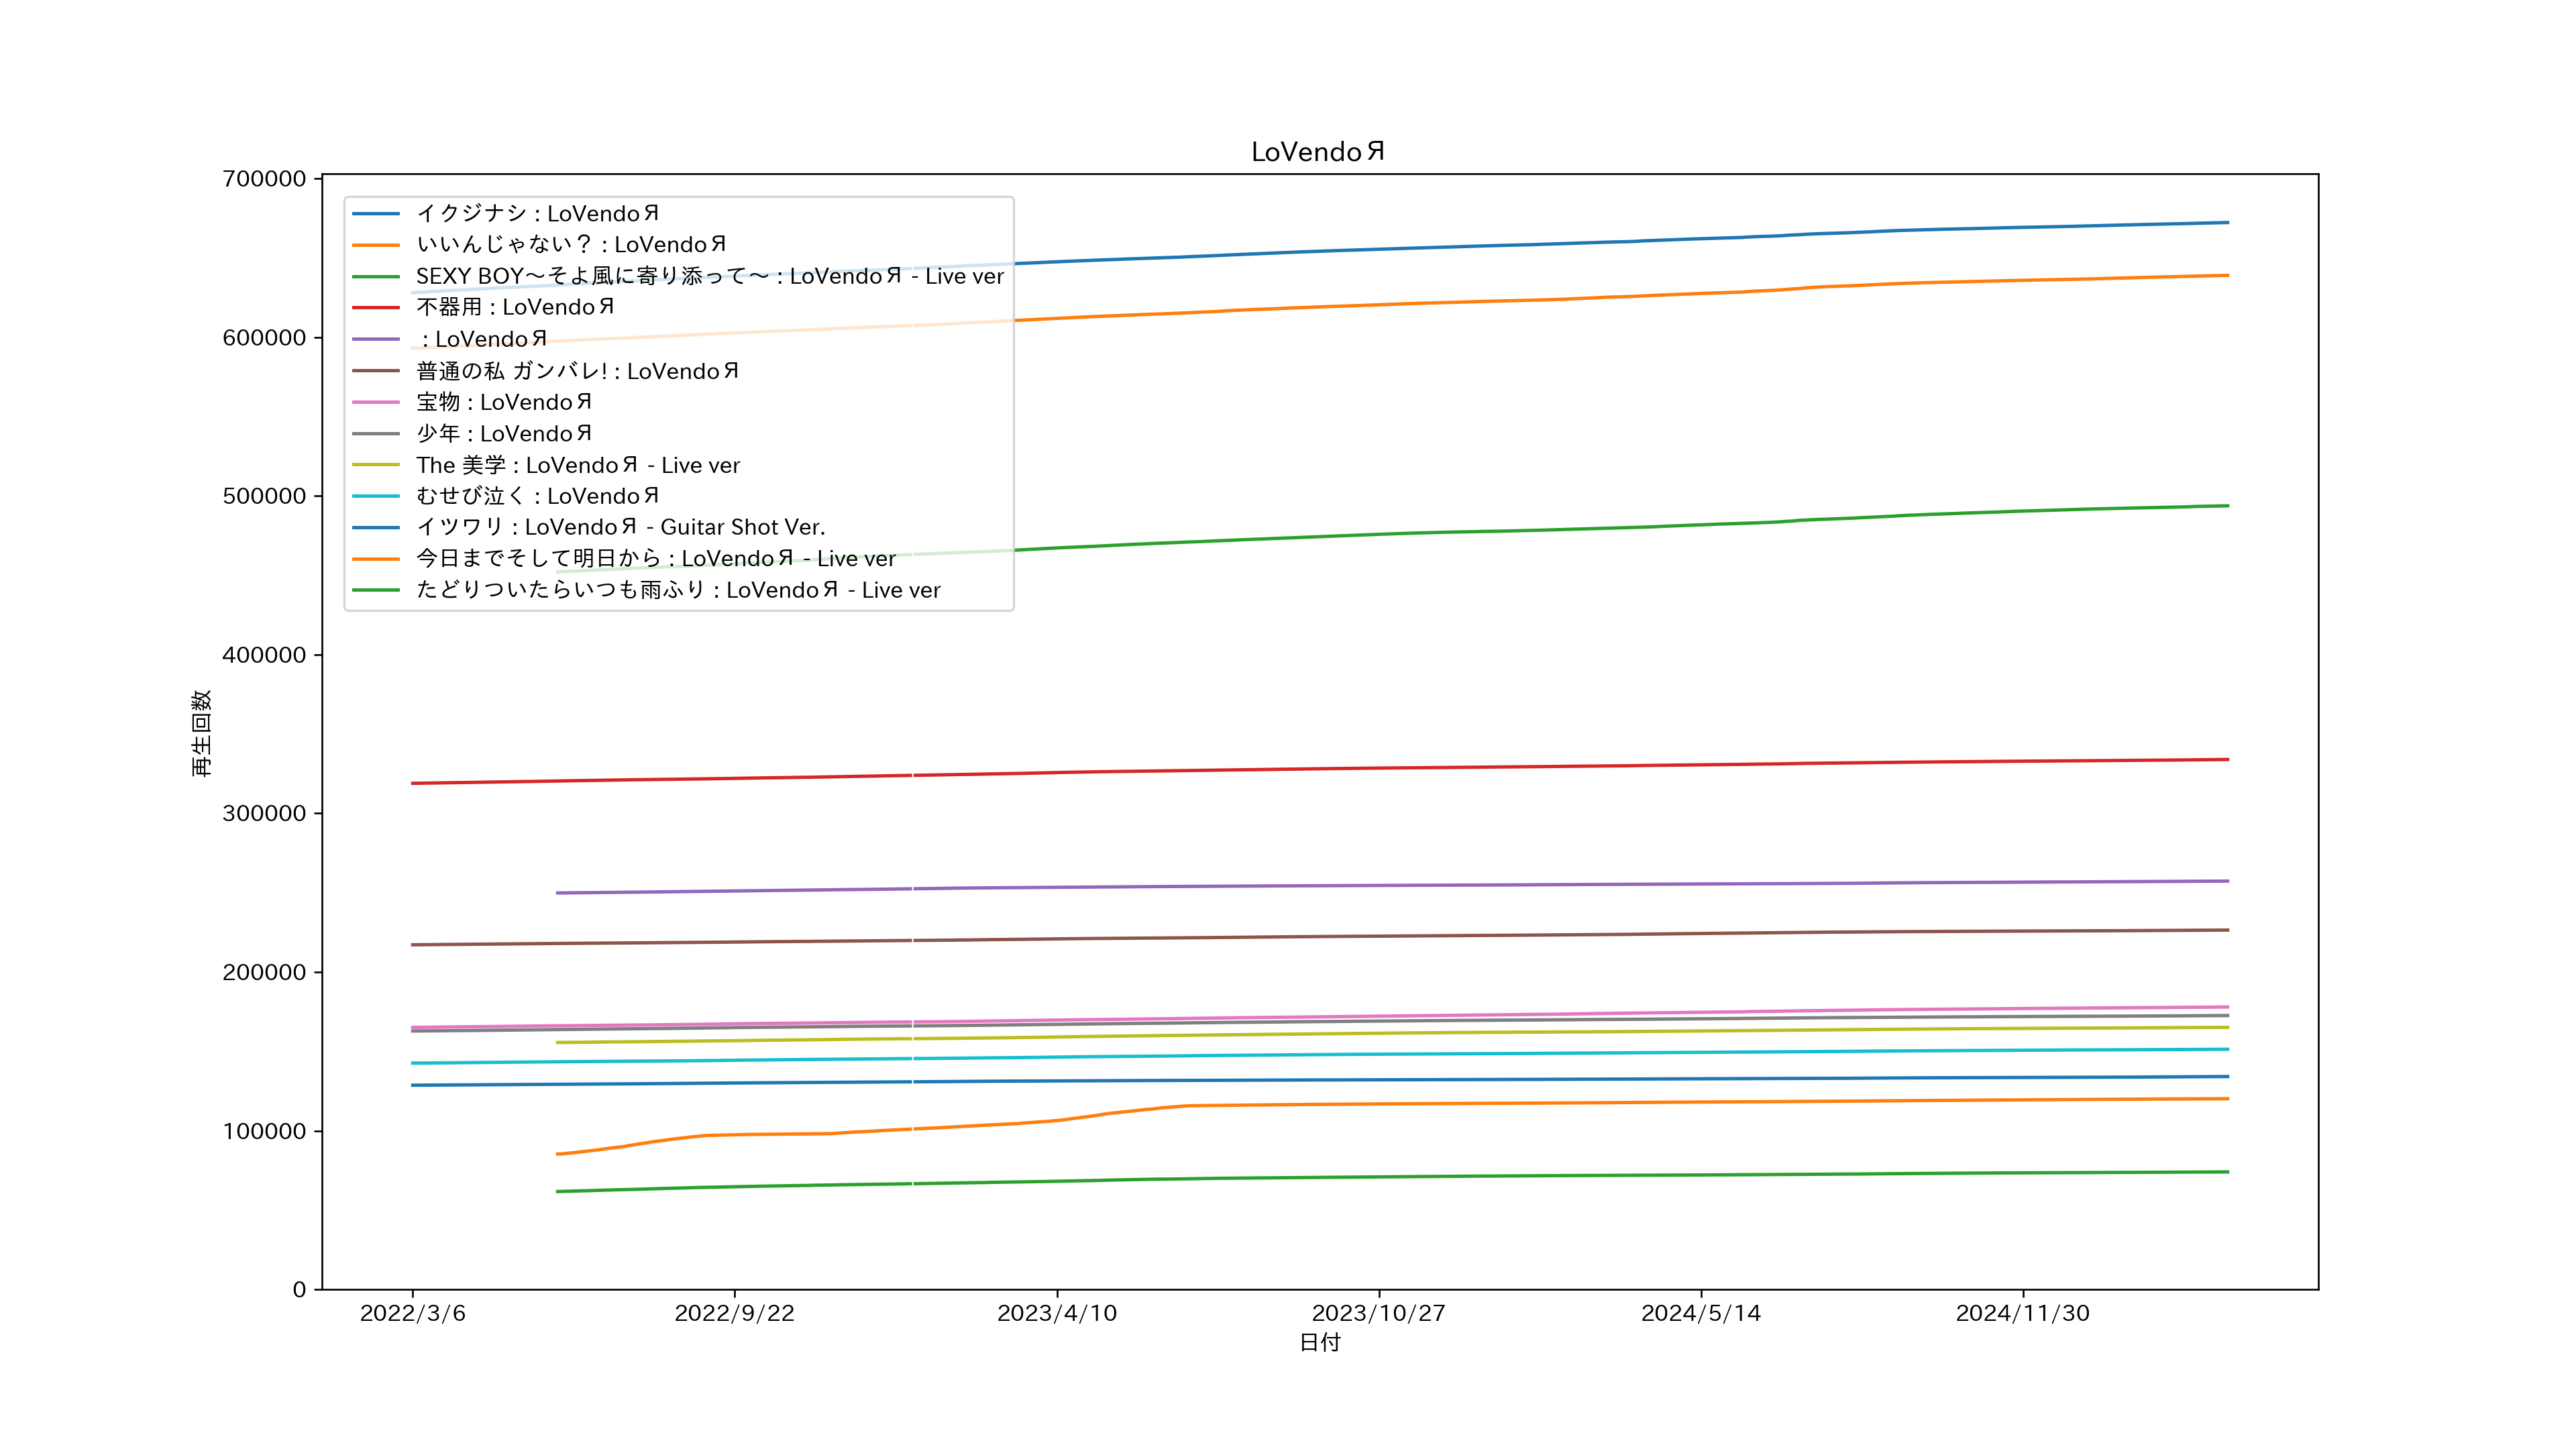 LoVendoЯ
700000
600000
500000
400000
300000
200000
100000
0
再生回数
イクジナシ : LoVendoЯ
いいんじゃない？ : LoVendoЯ
SEXY BOY～そよ風に寄り添って～ : LoVendoЯ - Live ver
不器用 : LoVendoЯ
: LoVendoЯ
普通の私 ガンバレ! : LoVendoЯ
宝物 : LoVendoЯ
少年 : LoVendoЯ
The 美学 : LoVendoЯ - Live ver
むせび泣く : LoVendoЯ
イツワリ : LoVendoЯ - Guitar Shot Ver.
今日までそして明日から : LoVendoЯ - Live ver
たどりついたらいつも雨ふり : LoVendoЯ - Live ver
2022/3/6
2022/9/22
2023/4/10
2023/10/27
2024/5/14
2024/11/30
日付